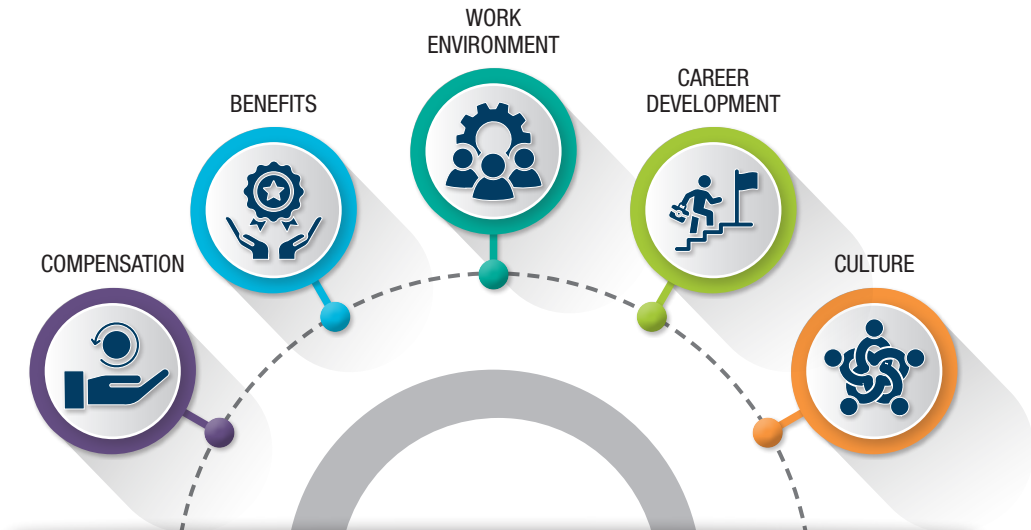 WORK
ENVIRONMENT
CAREER
DEVELOPMENT
BENEFITS
COMPENSATION
CULTURE